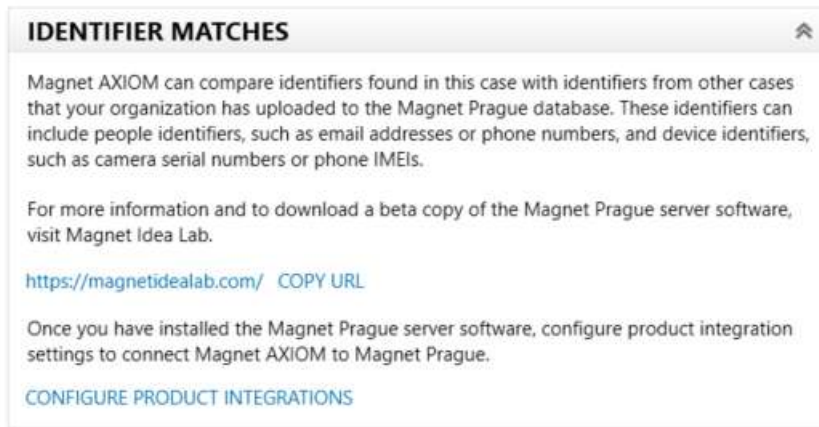 IDENTIFIER MATCHES
Magnet AXIOM can compare identifiers found in this case with identifiers from other cases
that your organization has uploaded to the Magnet Prague database. These identifiers can
include people identifiers, such as email addresses or phone numbers, and device identifiers,
such as camera serial numbers or phone IMEIs.
For more information and to download a beta copy of the Magnet Prague server software,
visit Magnet Idea Lab.
https://magnetidealab.com/ COPY URL
Once you have installed the Magnet Prague server software, configure product integration
settings to connect Magnet AXIOM to Magnet Prague.
CONFIGURE PRODUCT INTEGRATIONS